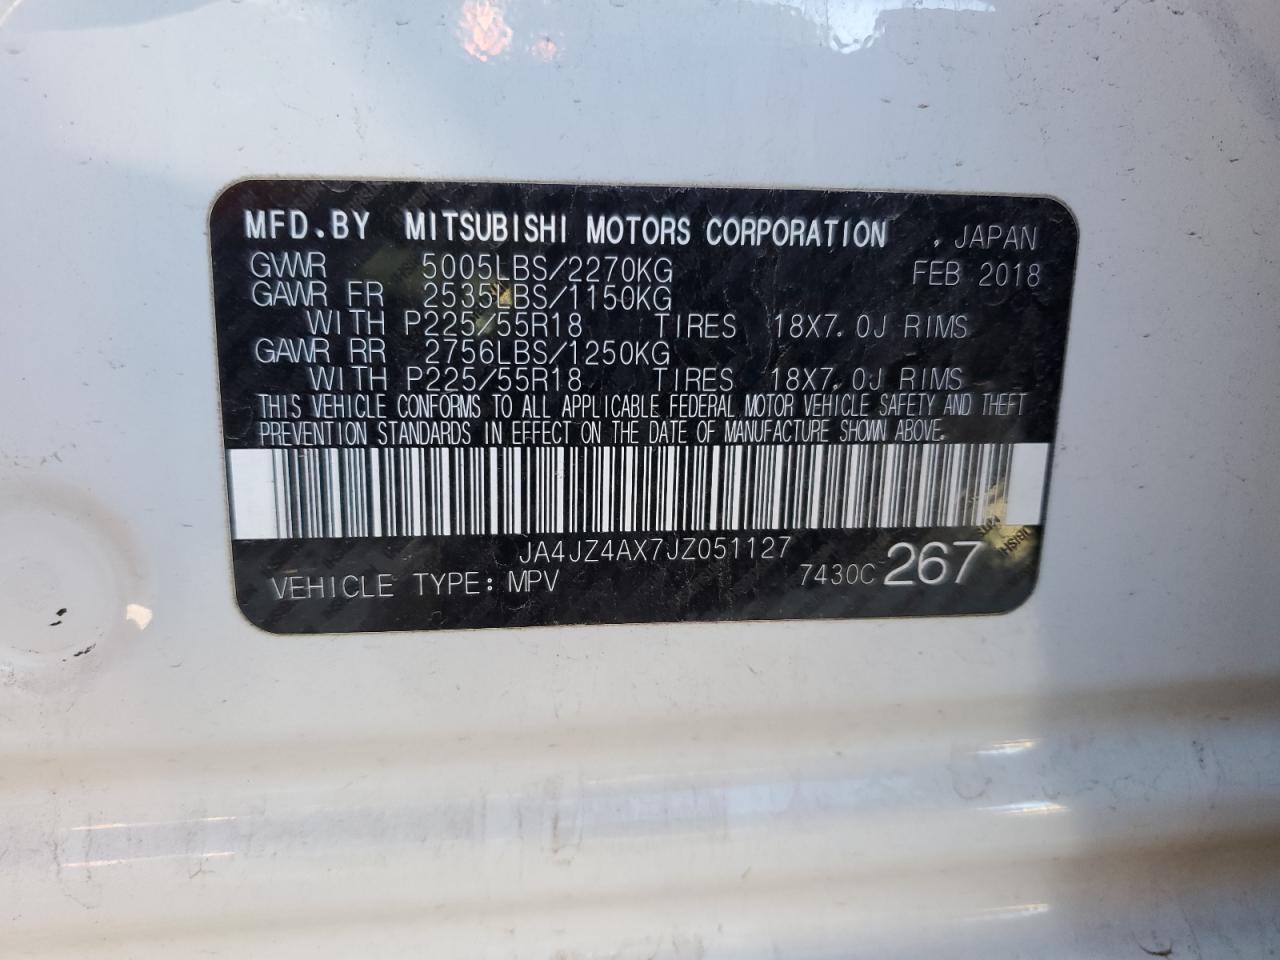 MFD.BY MITSUBISHI MOTORS CORPORATION , JAPAN
GVWR 5005LBS/2270KG FEB 2018
GAWR FR 2535LBS/1150KG
WITH P225/55R18 TIRES 18X7.0J RIMS
GAWR RR 2756LBS/1250KG
WITH P225/55R18 TIRES 18X7.0J RIMS
THIS VEHICLE CONFORMS TO ALL APPLICABLE FEDERAL MOTOR VEHICLE SAFETY AND THEFT
PREVENTION STANDARDS IN EFFECT ON THE DATE OF MANUFACTURE SHOWN ABOVE.
JA4JZ4AX7JZ051127
VEHICLE TYPE: MPV 7430C 267